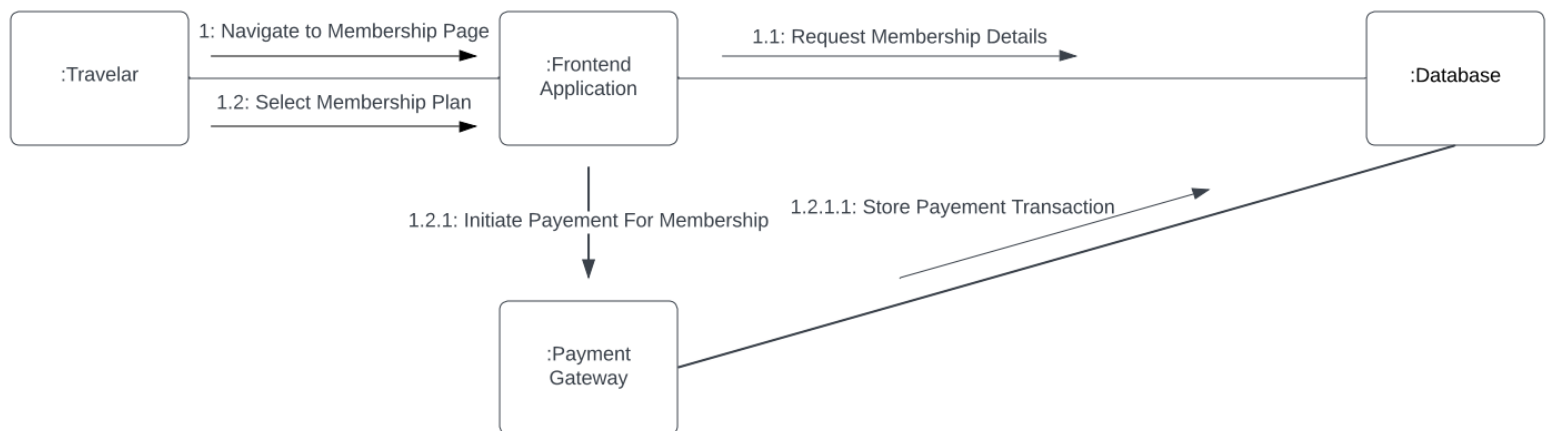 1: Navigate to Membership Page
1.1: Request Membership Details
:Travelar
:Frontend
Application
:Database
1.2: Select Membership Plan
1.2.1: Initiate Payement For Membership
1.2.1.1: Store Payement Transaction
:Payment
Gateway